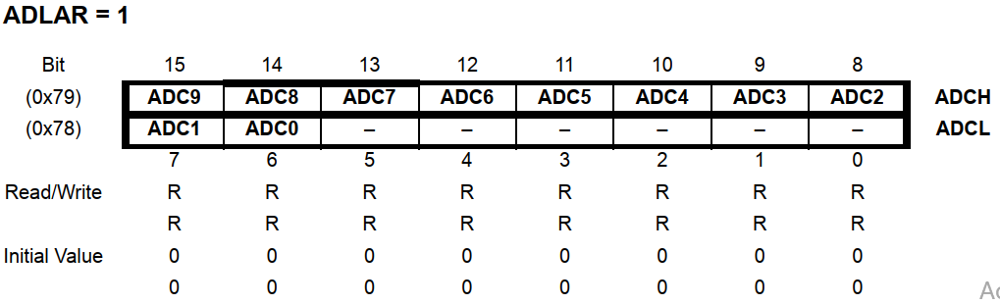 ADLAR = 1
Bit 15 14 13 12 11 10 9 8
(0x79) ADC9 ADC8 ADC7 ADC6 ADC5 ADC4 ADC3 ADC2 ADCH
(0x78) ADC1 ADC0 – – – – – – ADCL
7 6 5 4 3 2 1 0
Read/Write R R R R R R R R
R R R R R R R R
Initial Value 0 0 0 0 0 0 0 0
0 0 0 0 0 0 0 0